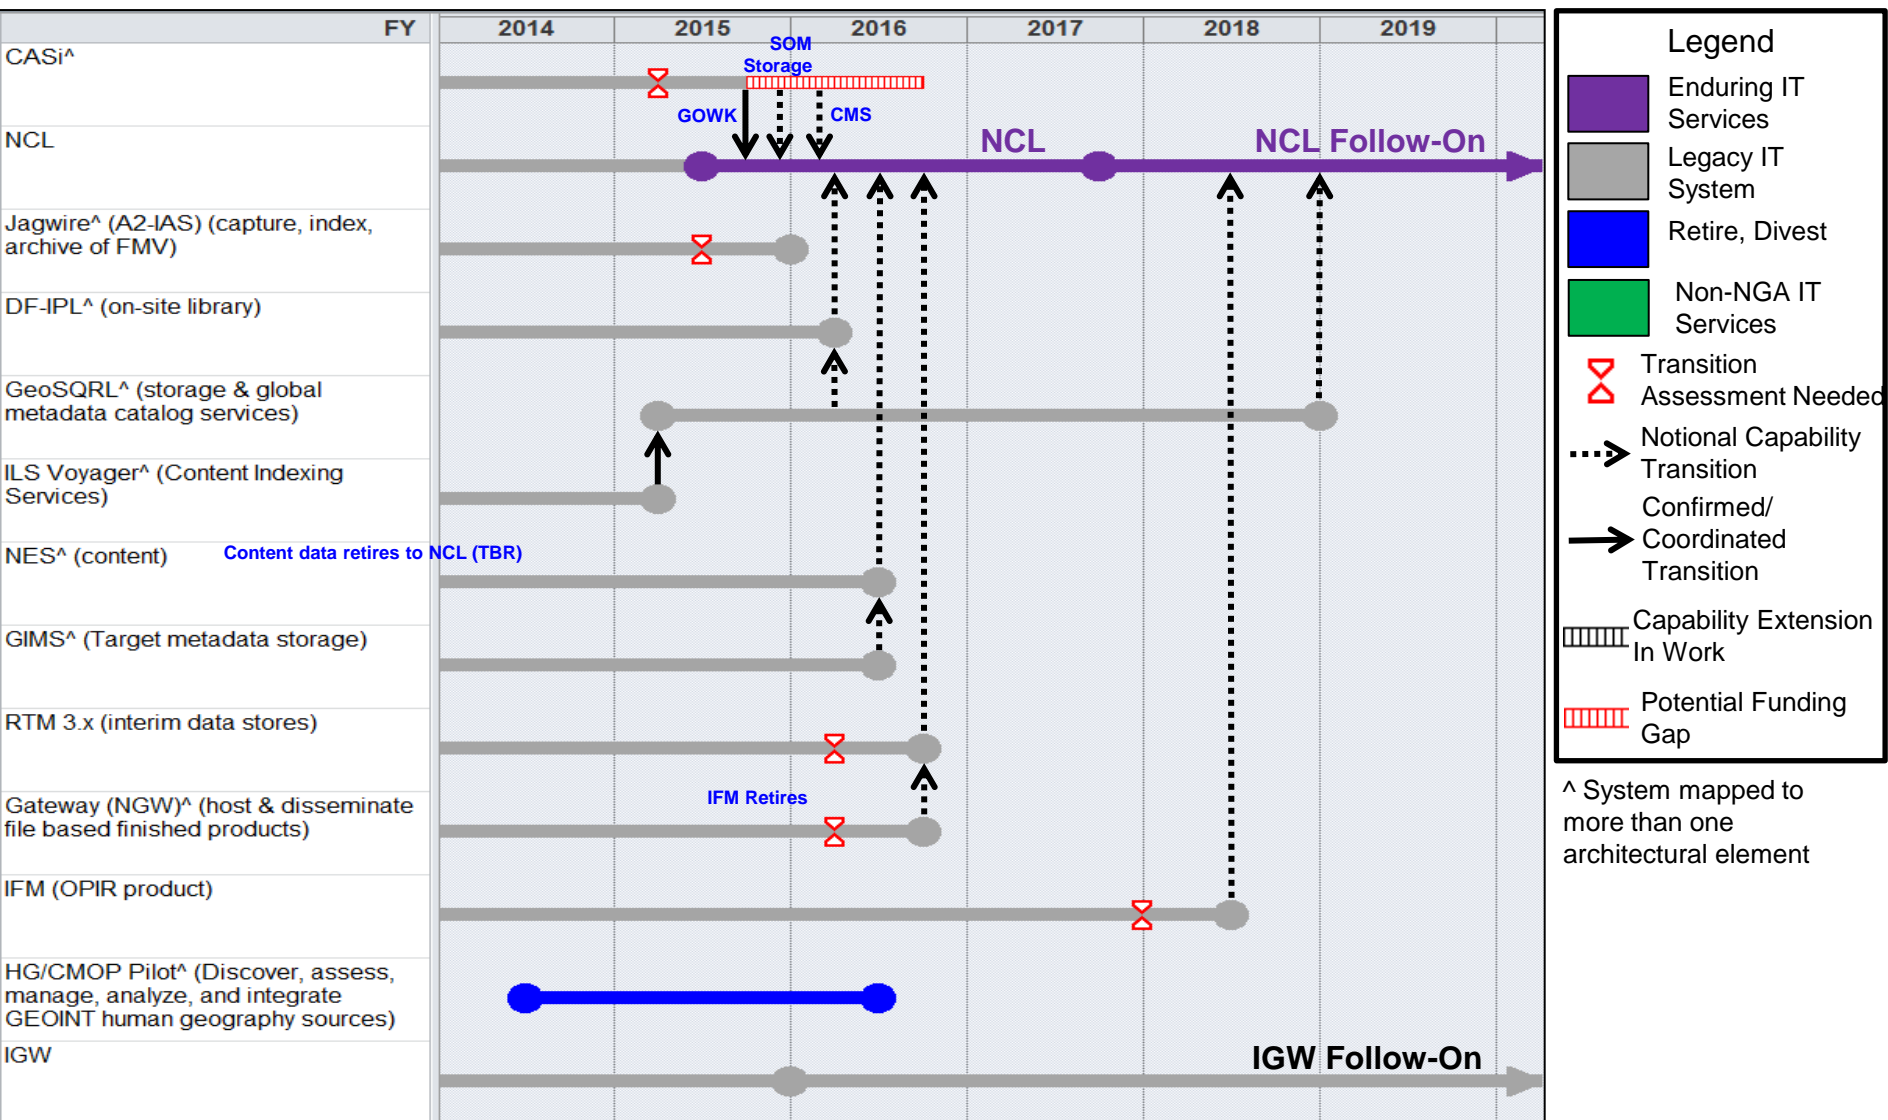 FY 2014 2015 2016 2017 2018 2019
CASi^
SOM
Storage
GOWK
CMS
NCL
NCL
NCL Follow-On
Jagwire^ (A2-IAS) (capture, index,
archive of FMV)
DF-IPL^ (on-site library)
GeoSQRL^ (storage & global
metadata catalog services)
ILS Voyager^ (Content Indexing
Services)
NES^ (content)
Content data retires to NCL (TBR)
GIMS^ (Target metadata storage)
RTM 3.x (interim data stores)
Gateway (NGW)^ (host & disseminate
file based finished products)
IFM Retires
IFM (OPIR product)
HG/CMOP Pilot^ (Discover, assess,
manage, analyze, and integrate
GEOINT human geography sources)
IGW
IGW Follow-On
Legend
Enduring IT
Services
Legacy IT
System
Retire, Divest
Non-NGA IT
Services
Transition
Assessment Needed
Notional Capability
Transition
Confirmed/
Coordinated
Transition
Capability Extension
In Work
Potential Funding
Gap
^ System mapped to
more than one
architectural element